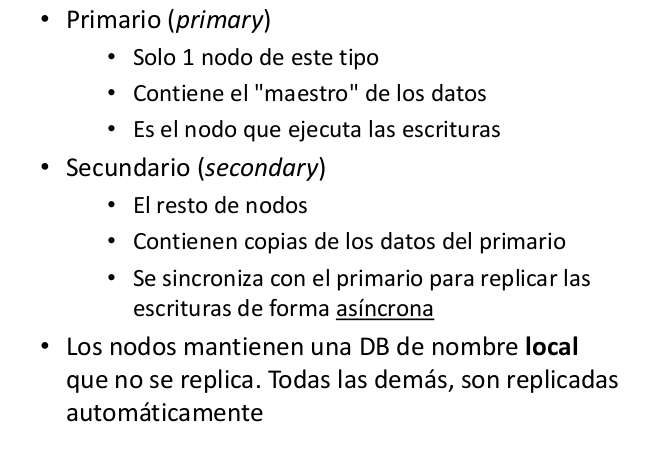 • Primario (primary)
• Solo 1 nodo de este tipo
• Contiene el "maestro" de los datos
• Es el nodo que ejecuta las escrituras
• Secundario (secondary)
• El resto de nodos
• Contienen copias de los datos del primario
• Se sincroniza con el primario para replicar las
escrituras de forma asíncrona
• Los nodos mantienen una DB de nombre local
que no se replica. Todas las demás, son replicadas
automáticamente